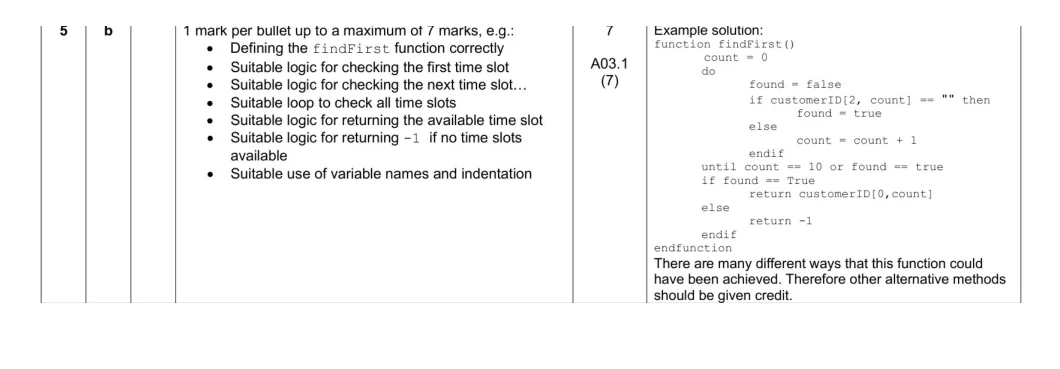 5 b 1 mark per bullet up to a maximum of 7 marks, e.g.:
• Defining the findFirst function correctly
• Suitable logic for checking the first time slot
• Suitable logic for checking the next time slot…
• Suitable loop to check all time slots
• Suitable logic for returning the available time slot
• Suitable logic for returning -1 if no time slots
available
• Suitable use of variable names and indentation
7
A03.1
(7)
Example solution:
function findFirst()
count = 0
do
found = false
if customerID[2, count] == "" then
found = true
else
count = count + 1
endif
until count == 10 or found == true
if found == True
return customerID[0,count]
else
return -1
endif
endfunction
There are many different ways that this function could
have been achieved. Therefore other alternative methods
should be given credit.